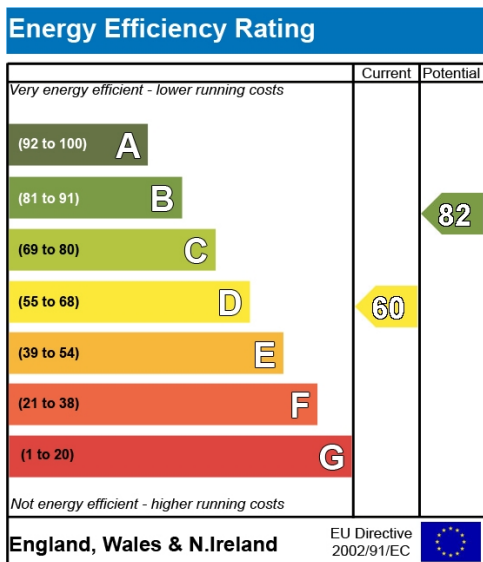 Energy Efficiency Rating
Current Potential
Very energy efficient - lower running costs
(92 to 100) A
(81 to 91) B
82
(69 to 80) C
(55 to 68) D
60
(39 to 54) E
(21 to 38) F
(1 to 20) G
Not energy efficient - higher running costs
England, Wales & N.Ireland
EU Directive
2002/91/EC